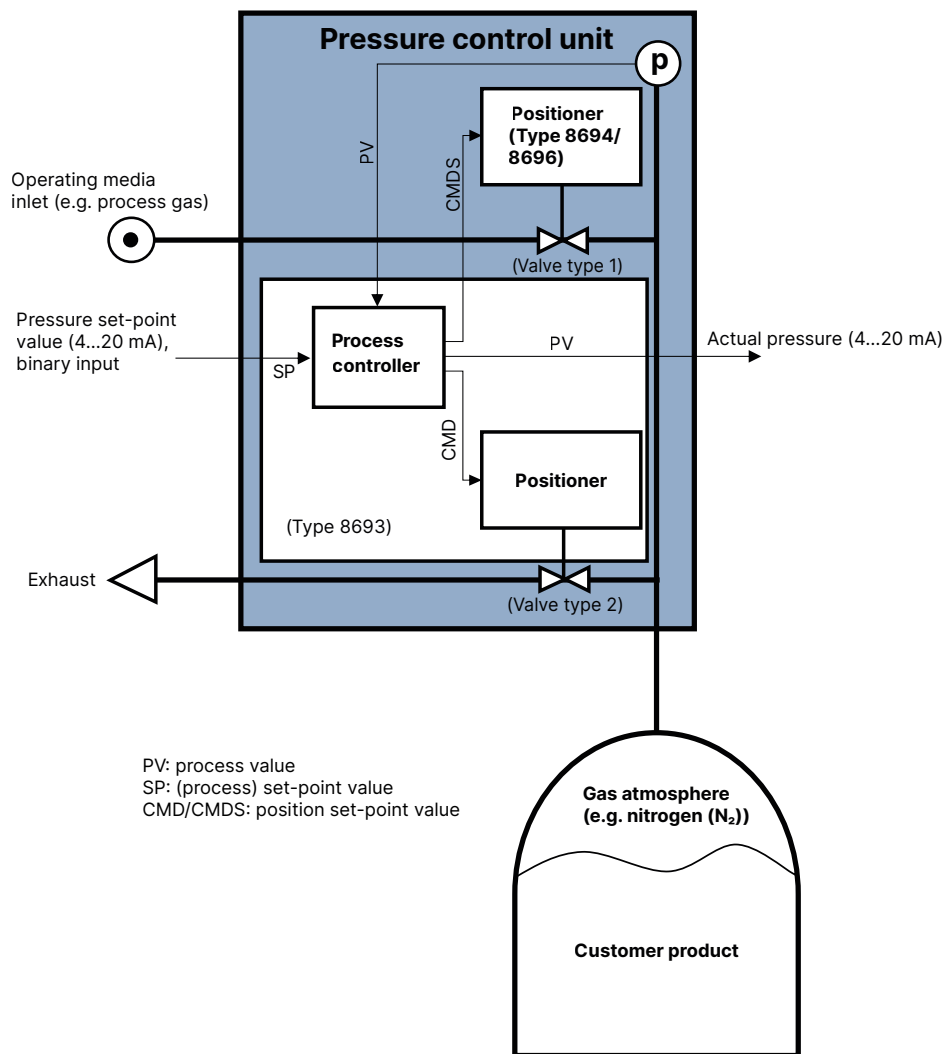 Pressure control unit
p
Positioner
(Type 8694/
8696)
PV
CMDS
Operating media
inlet (e.g. process gas)
(Valve type 1)
Pressure set-point
value (4...20 mA),
binary input
SP
Process
controller
PV
Actual pressure (4...20 mA)
CMD
Positioner
(Type 8693)
Exhaust
(Valve type 2)
PV: process value
SP: (process) set-point value
CMD/CMDS: position set-point value
Gas atmosphere
(e.g. nitrogen (N₂))
Customer product